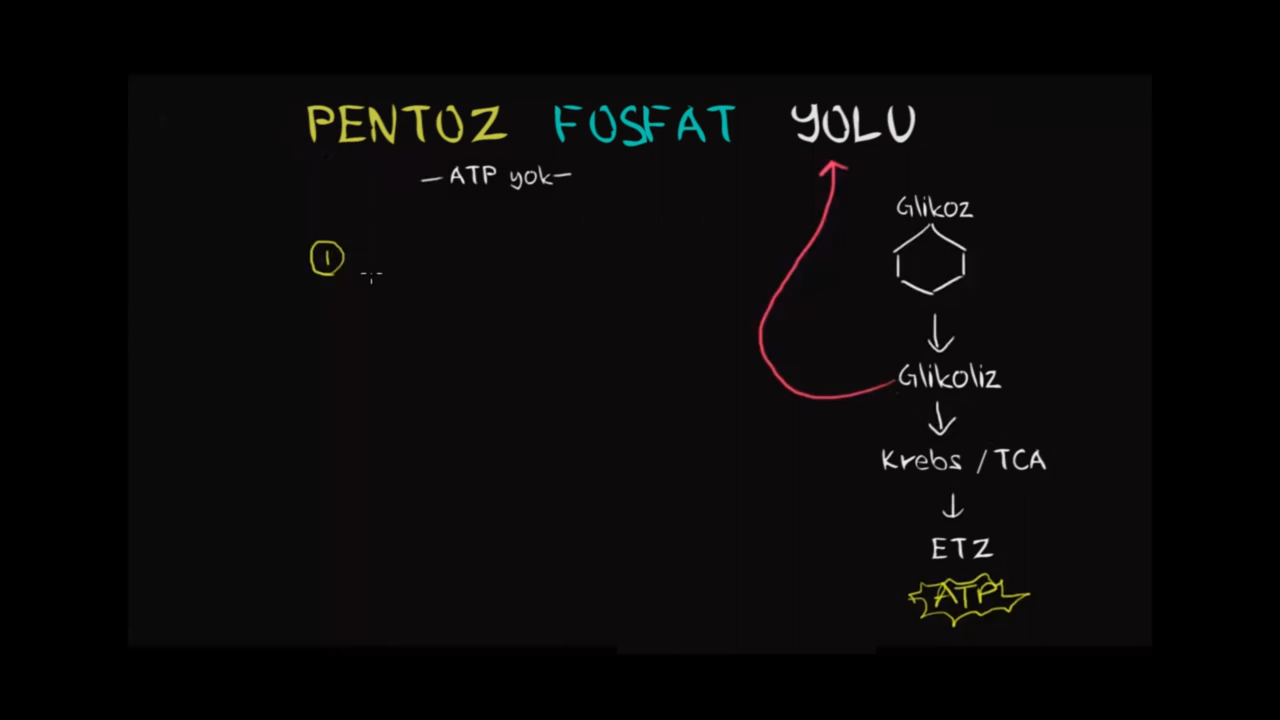 PENTOZ FOSFAT YOLU
— ATP yok —
1
Glikoz
Glikoliz
Krebs / TCA
ETZ
ATP